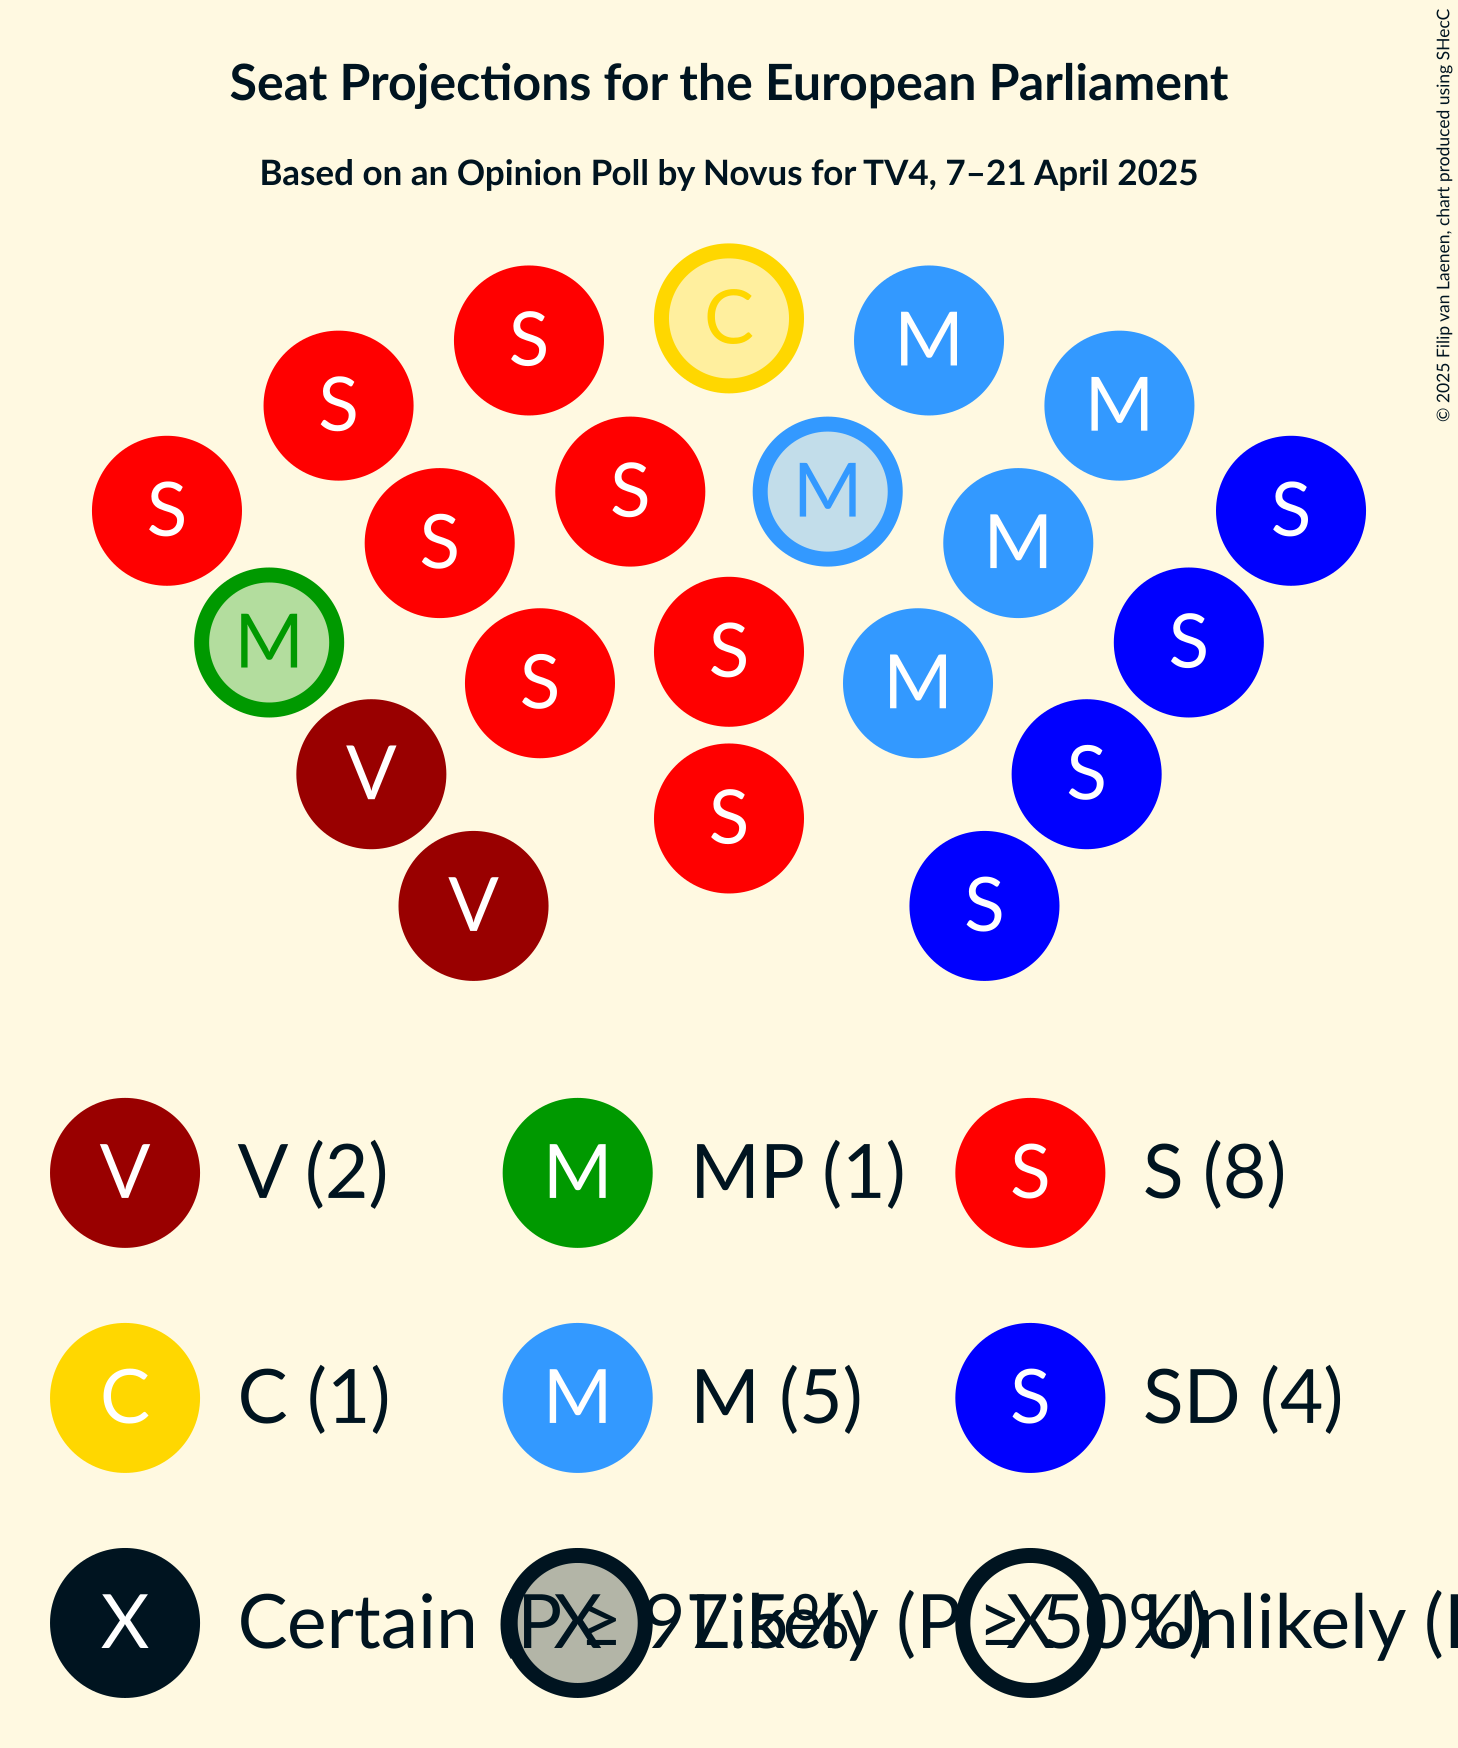 Seat Projections for the European Parliament
Based on an Opinion Poll by Novus for TV4, 7–21 April 2025
© 2025 Filip van Laenen, chart produced using SHecC
C
S M
S M
S M
S S
S M
S
M S
S
S M
V S
S
V S
V V (2) M MP (1) S S (8)
C C (1) M M (5) S SD (4)
X Certain (P ≥ 97.5%) X Likely (P ≥ 50%) X Unlikely (